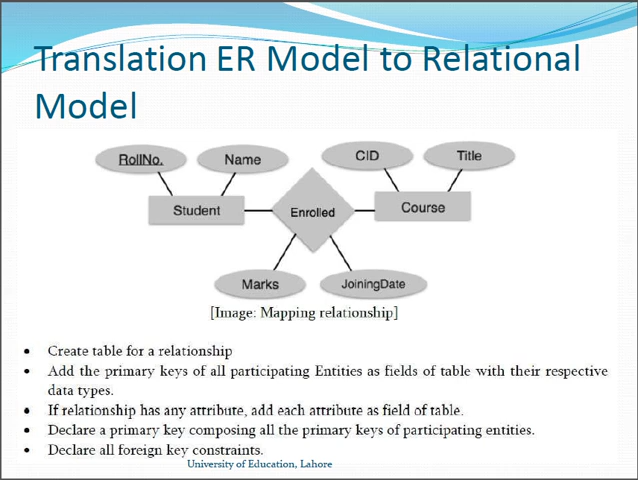 Translation ER Model to Relational
Model
RollNo.
Name
CID
Title
Student
Enrolled
Course
Marks
JoiningDate
[Image: Mapping relationship]
• Create table for a relationship
• Add the primary keys of all participating Entities as fields of table with their respective
data types.
• If relationship has any attribute, add each attribute as field of table.
• Declare a primary key composing all the primary keys of participating entities.
• Declare all foreign key constraints.
University of Education, Lahore